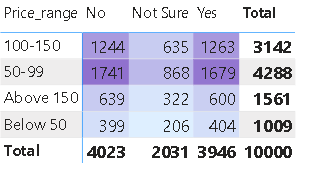 Price_range No Not Sure Yes Total
100-150 1244 635 1263 3142
50-99 1741 868 1679 4288
Above 150 639 322 600 1561
Below 50 399 206 404 1009
Total 4023 2031 3946 10000